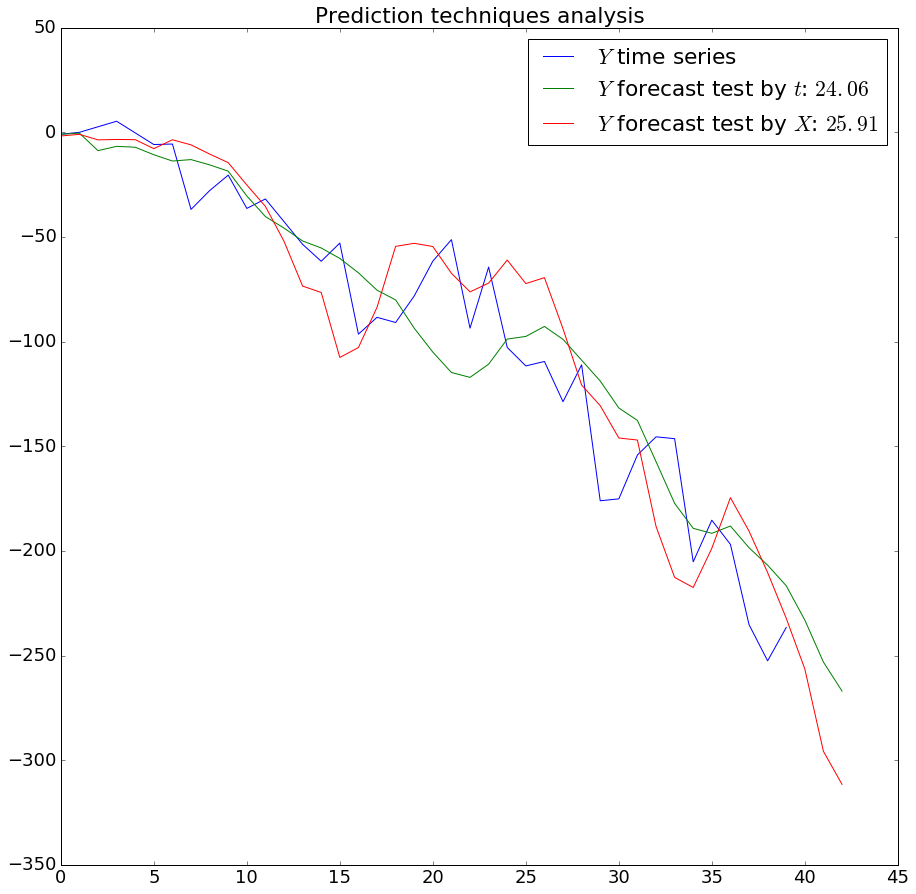 Prediction techniques analysis
Y time series
Y forecast test by t: 24.06
Y forecast test by X: 25.91
50
0
−50
−100
−150
−200
−250
−300
−350
0 5 10 15 20 25 30 35 40 45